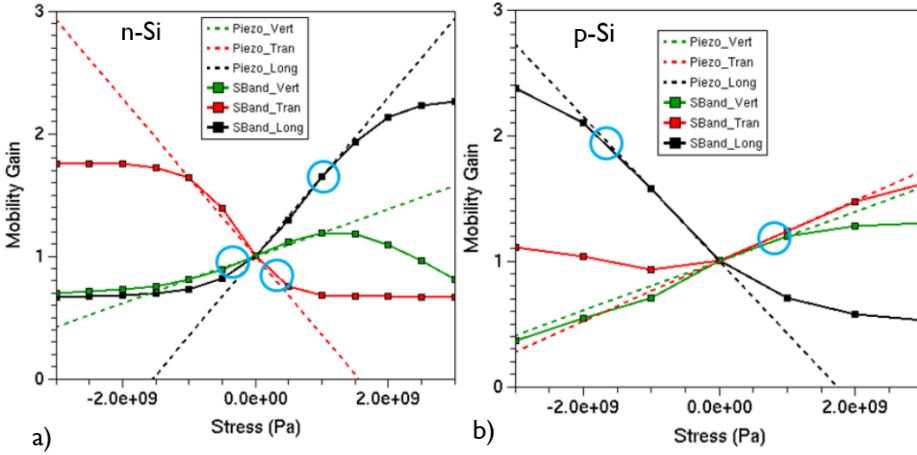 n-Si
Piezo_Vert
Piezo_Tran
Piezo_Long
SBand_Vert
SBand_Tran
SBand_Long
3
2
1
0
Mobility Gain
-2.0e+09
0.0e+00
2.0e+09
Stress (Pa)
a)
p-Si
Piezo_Vert
Piezo_Tran
Piezo_Long
SBand_Vert
SBand_Tran
SBand_Long
3
2
1
0
Mobility Gain
-2.0e+09
0.0e+00
2.0e+09
Stress (Pa)
b)